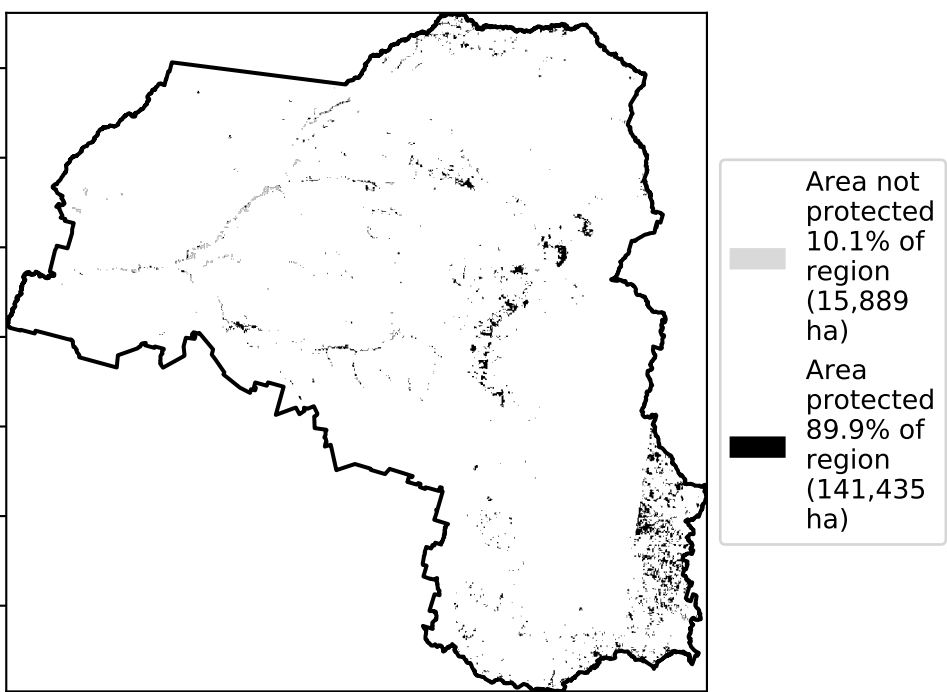 Area not
protected
10.1% of
region
(15,889
ha)
Area
protected
89.9% of
region
(141,435
ha)